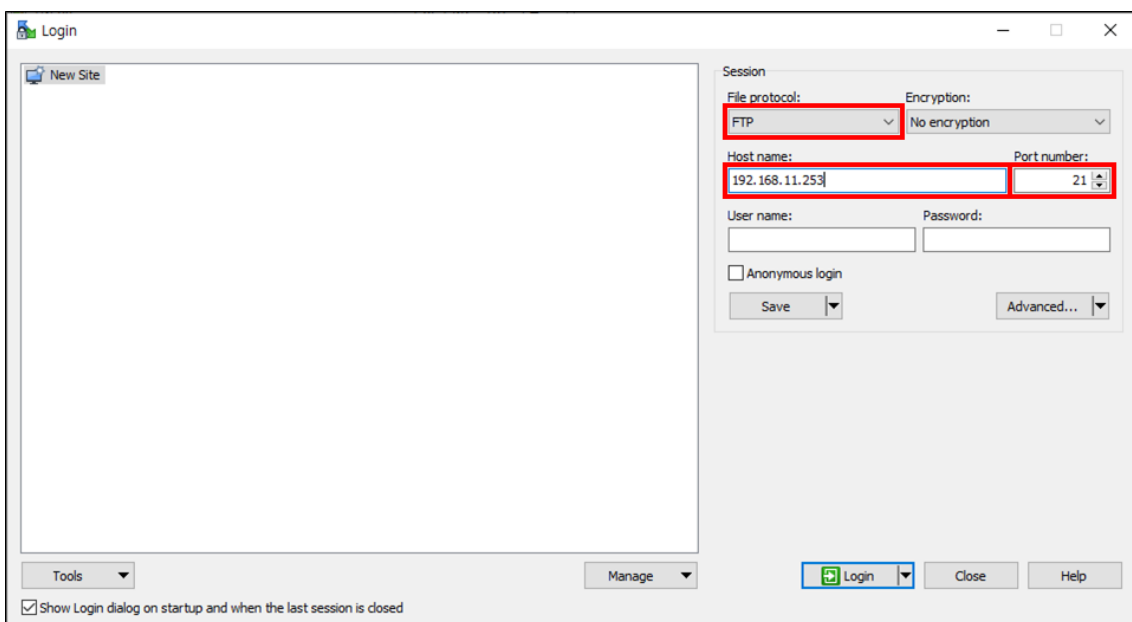 Login
New Site
Session
File protocol: Encryption:
FTP No encryption
Host name: Port number:
192.168.11.253 21
User name: Password:
Anonymous login
Save Advanced...
Tools Manage Login Close Help
Show Login dialog on startup and when the last session is closed